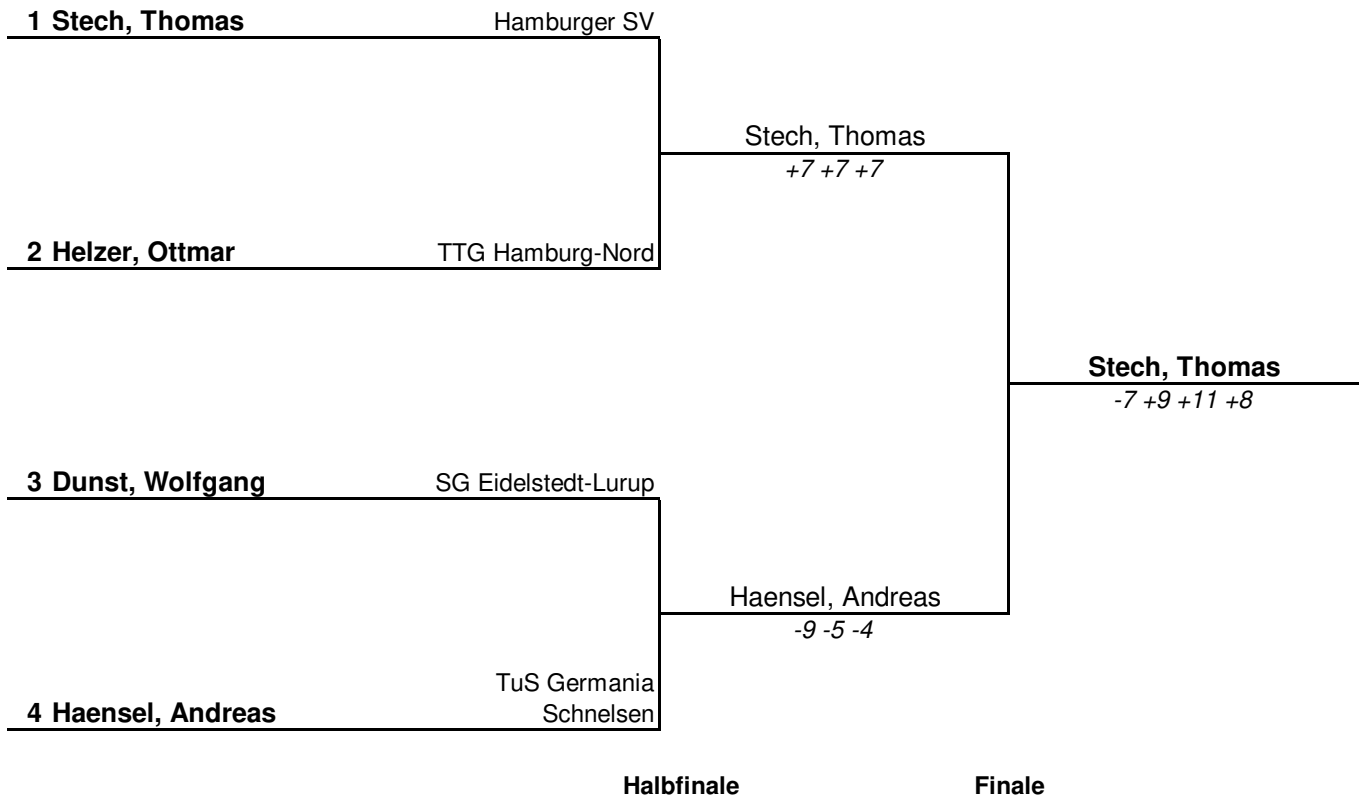 1 Stech, Thomas Hamburger SV
Stech, Thomas
+7 +7 +7
2 Helzer, Ottmar TTG Hamburg-Nord
Stech, Thomas
-7 +9 +11 +8
3 Dunst, Wolfgang SG Eidelstedt-Lurup
Haensel, Andreas
-9 -5 -4
TuS Germania
4 Haensel, Andreas Schnelsen
Halbfinale Finale